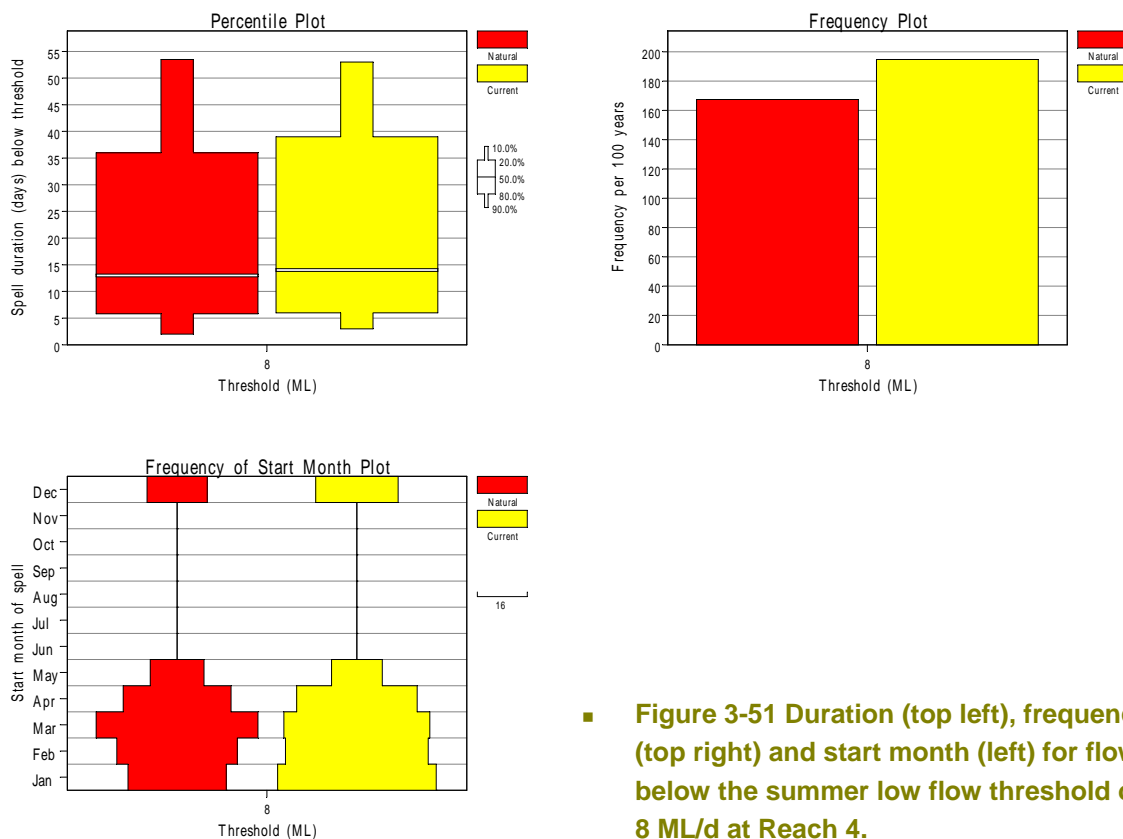 Percentile Plot
Spell duration (days) below threshold
55
50
45
40
35
30
25
20
15
10
5
0
8
Threshold (ML)
Natural
Current
10.0%
20.0%
50.0%
80.0%
90.0%
Frequency Plot
Frequency per 100 years
200
180
160
140
120
100
80
60
40
20
0
8
Threshold (ML)
Natural
Current
Frequency of Start Month Plot
Start month of spell
Dec
Nov
Oct
Sep
Aug
Jul
Jun
May
Apr
Mar
Feb
Jan
8
Threshold (ML)
Natural
Current
16
▪ Figure 3-51 Duration (top left),
(top right) and start month (left) for
below the summer low flow threshold
8 ML/d at Reach 4.